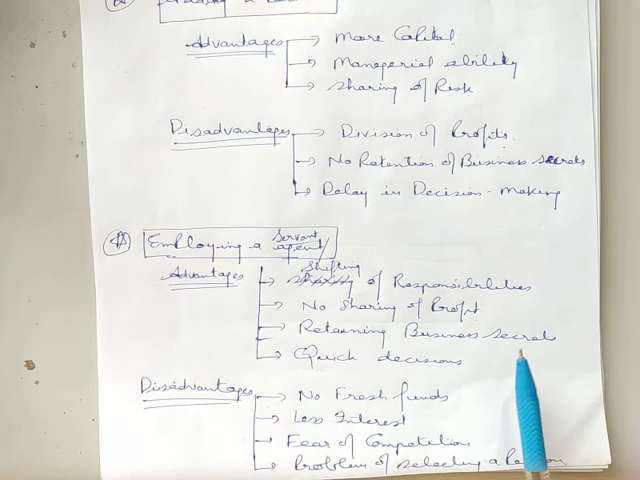 Advantages → More Capital
→ Managerial ability
→ Sharing of Risk
Disadvantages → Division of Profits.
→ No Retention of Business secrets
→ Delay in Decision - Making
Employing a servant/agent
Advantages → Shifting of Responsibilities
→ No Sharing of Profit
→ Retaining Business secret
→ Quick decisions
Disadvantages → No Fresh funds
→ Less Interest
→ Fear of Competition
→ Problem of selecting a Person